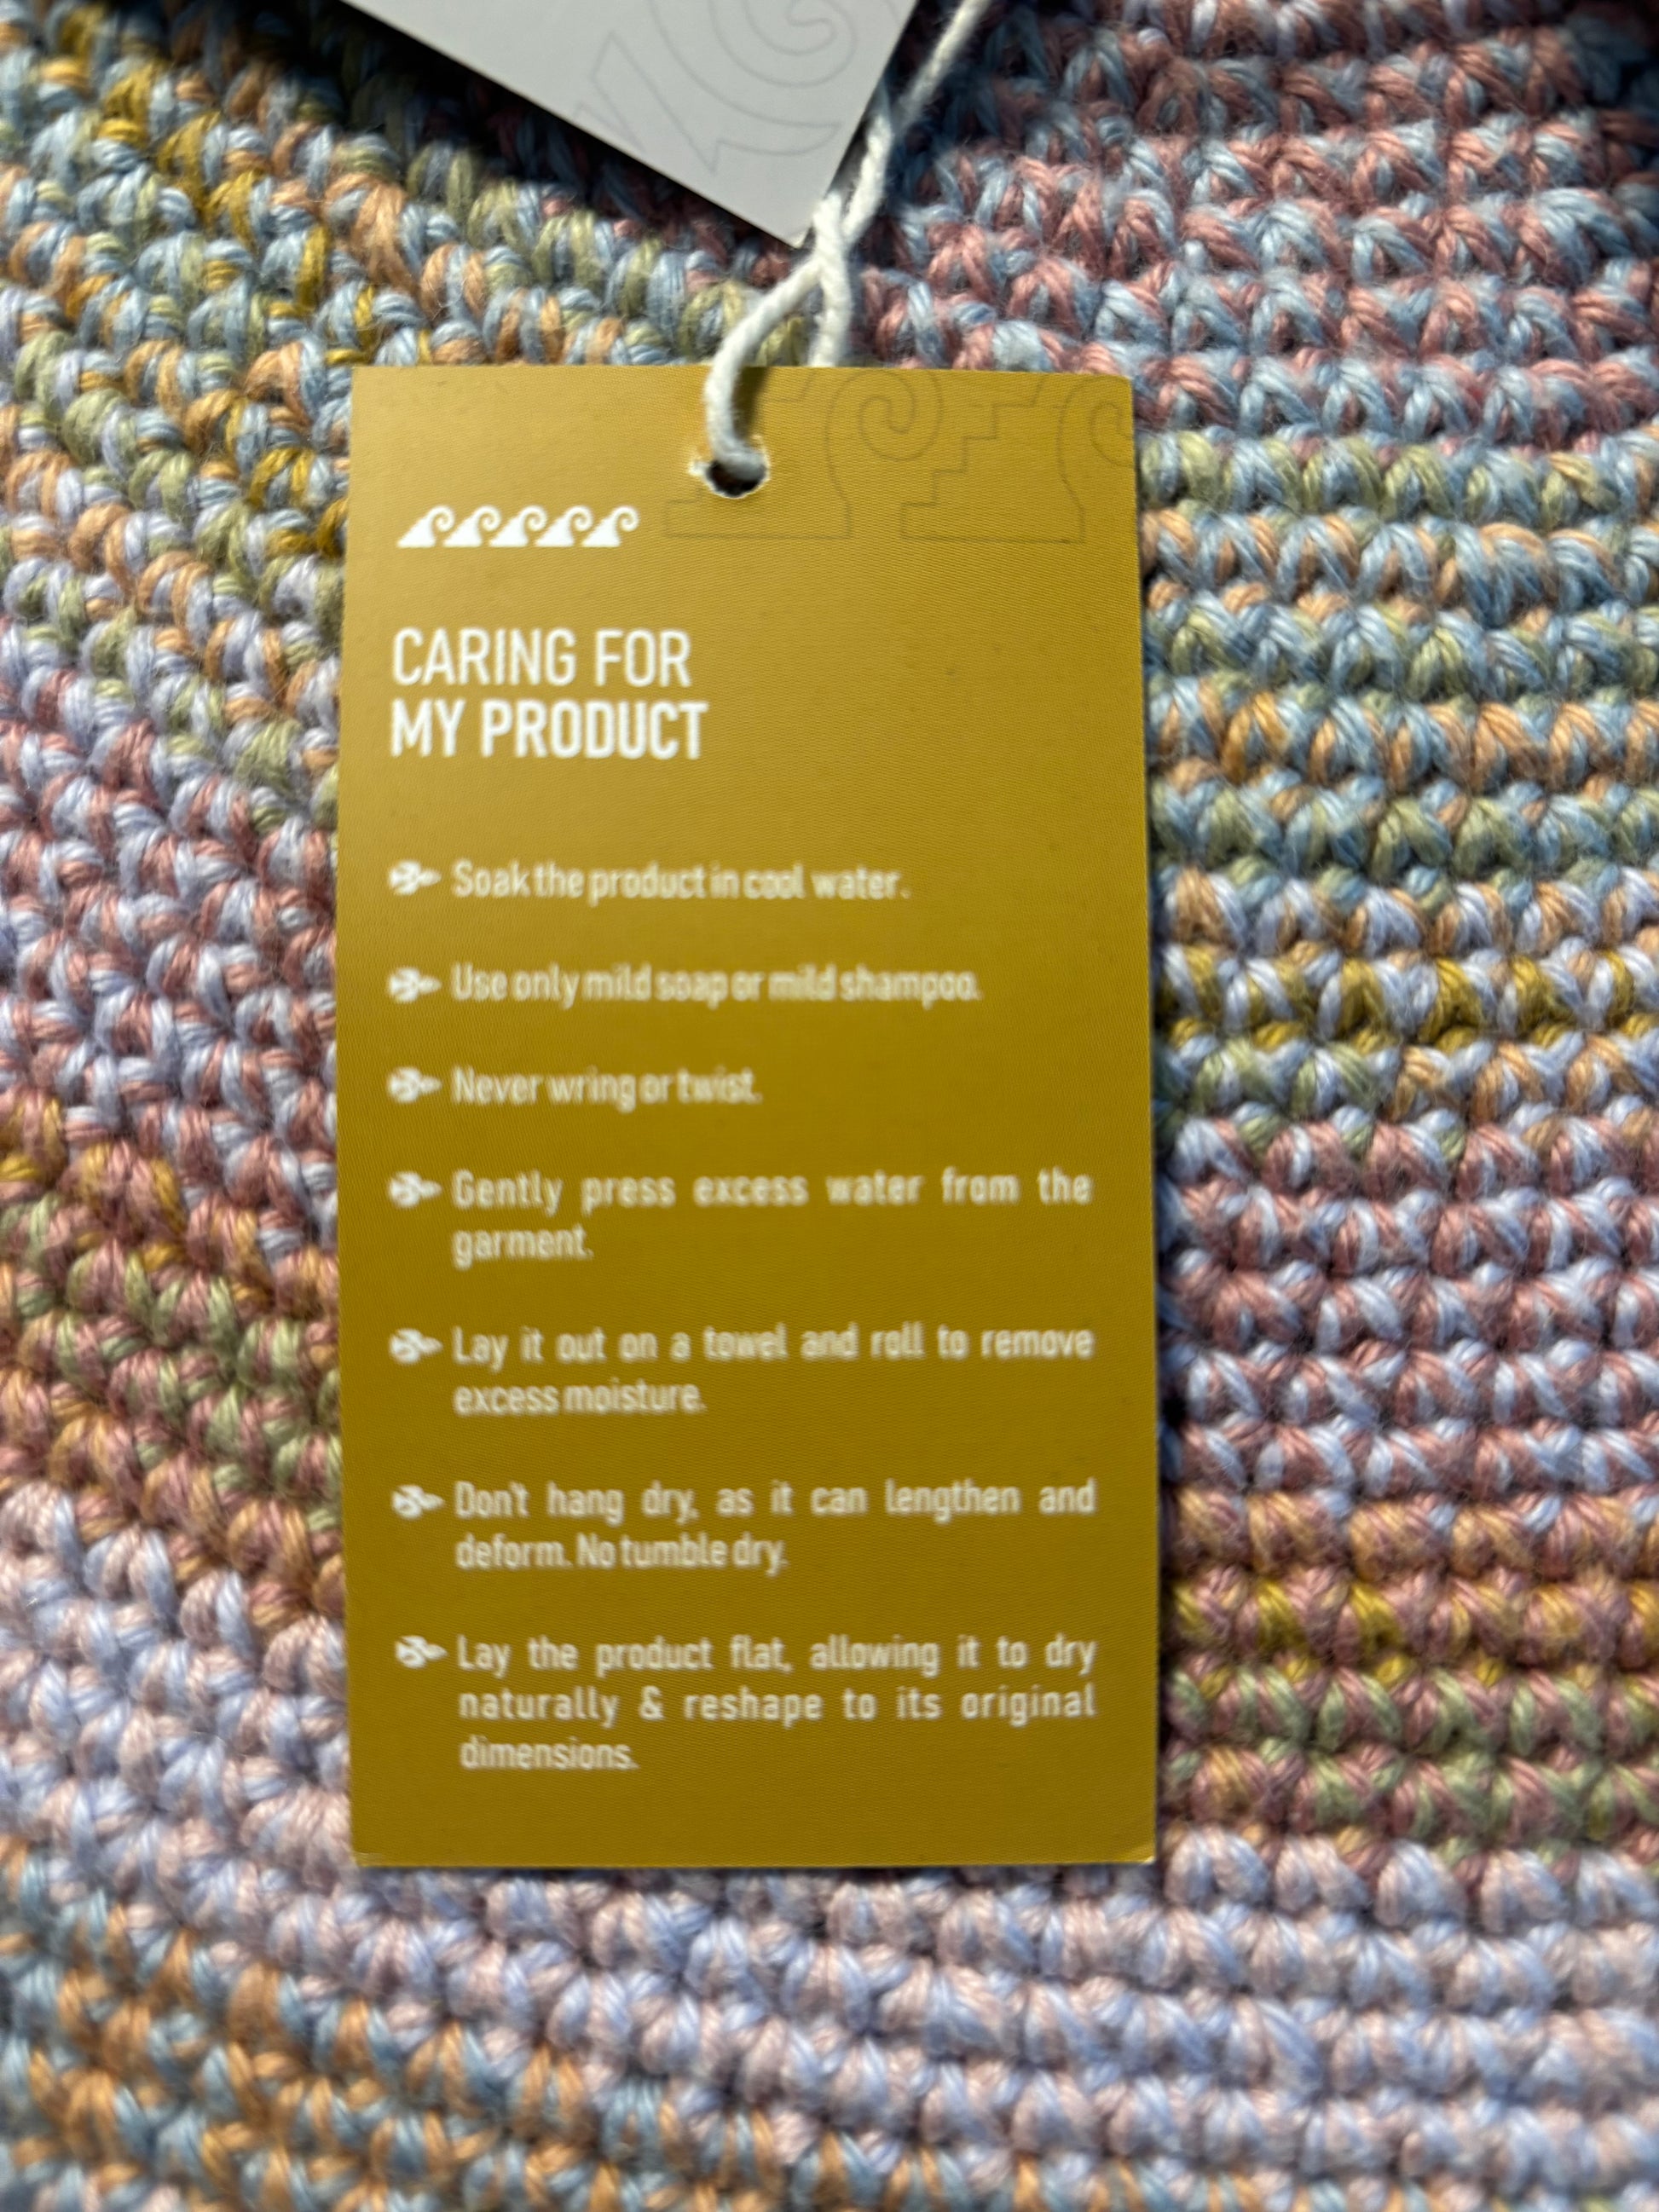 CARING FOR
MY PRODUCT
Soak the product in cool water.
Use only mild soap or mild shampoo.
Never wring or twist.
Gently press excess water from the
garment.
Lay it out on a towel and roll to remove
excess moisture.
Don't hang dry, as it can lengthen and
deform. No tumble dry.
Lay the product flat, allowing it to dry
naturally & reshape to its original
dimensions.